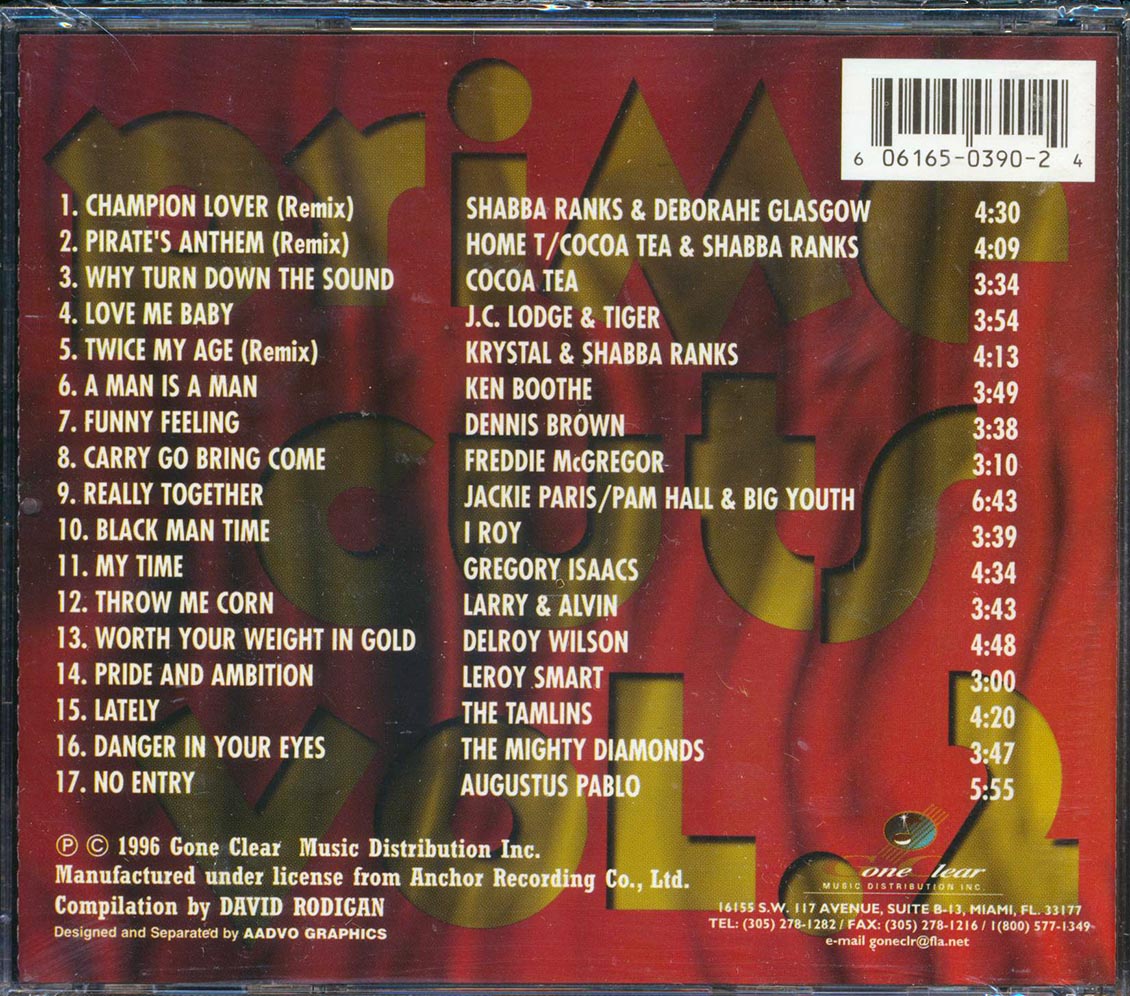 prime
cuts
vol. 2
6 06165-0390-2 4
1. CHAMPION LOVER (Remix) SHABBA RANKS & DEBORAHE GLASGOW 4:30
2. PIRATE'S ANTHEM (Remix) HOME T/COCOA TEA & SHABBA RANKS 4:09
3. WHY TURN DOWN THE SOUND COCOA TEA 3:34
4. LOVE ME BABY J.C. LODGE & TIGER 3:54
5. TWICE MY AGE (Remix) KRYSTAL & SHABBA RANKS 4:13
6. A MAN IS A MAN KEN BOOTHE 3:49
7. FUNNY FEELING DENNIS BROWN 3:38
8. CARRY GO BRING COME FREDDIE McGREGOR 3:10
9. REALLY TOGETHER JACKIE PARIS/PAM HALL & BIG YOUTH 6:43
10. BLACK MAN TIME I ROY 3:39
11. MY TIME GREGORY ISAACS 4:34
12. THROW ME CORN LARRY & ALVIN 3:43
13. WORTH YOUR WEIGHT IN GOLD DELROY WILSON 4:48
14. PRIDE AND AMBITION LEROY SMART 3:00
15. LATELY THE TAMLINS 4:20
16. DANGER IN YOUR EYES THE MIGHTY DIAMONDS 3:47
17. NO ENTRY AUGUSTUS PABLO 5:55
Ⓟ © 1996 Gone Clear Music Distribution Inc.
Manufactured under license from Anchor Recording Co., Ltd.
Compilation by DAVID RODIGAN
Designed and Separated by AADVO GRAPHICS
Gone Clear
MUSIC DISTRIBUTION INC.
16155 S.W. 117 AVENUE, SUITE B-13, MIAMI, FL. 33177
TEL: (305) 278-1282 / FAX: (305) 278-1216 / 1(800) 577-1349
e-mail goneclr@fla.net